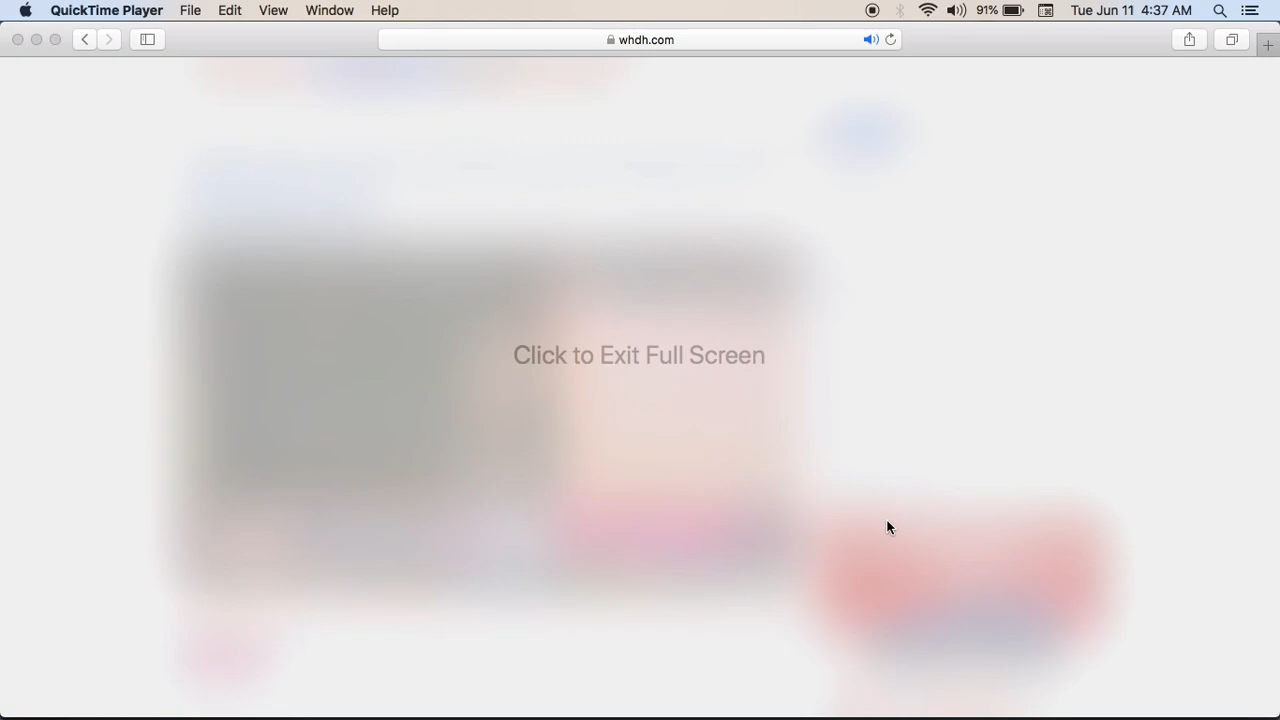 QuickTime Player File Edit View Window Help 91% Tue Jun 11 4:37 AM
whdh.com
Click to Exit Full Screen